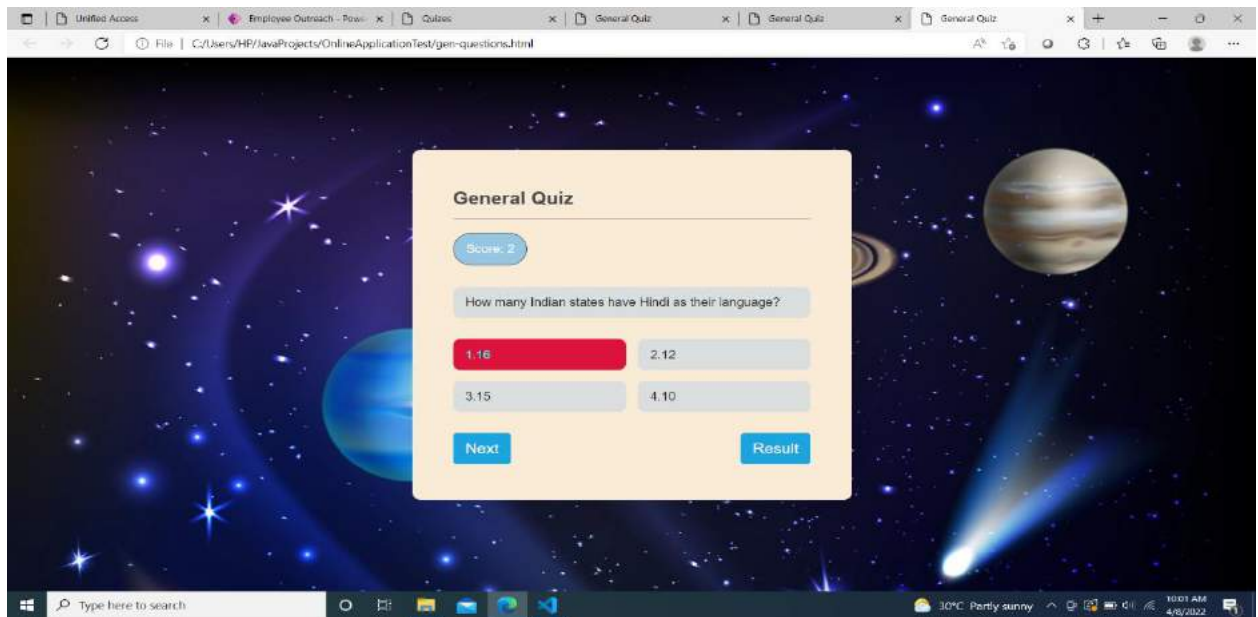 Unified Access
Employee Outreach - Powe
Quizes
General Quiz
General Quiz
General Quiz
File | C:/Users/HP/JavaProjects/OnlineApplicationTest/gen-questions.html
General Quiz
Score: 2
How many Indian states have Hindi as their language?
1.16
2.12
3.15
4.10
Next
Result
Type here to search
30°C Partly sunny
10:01 AM
4/8/2022